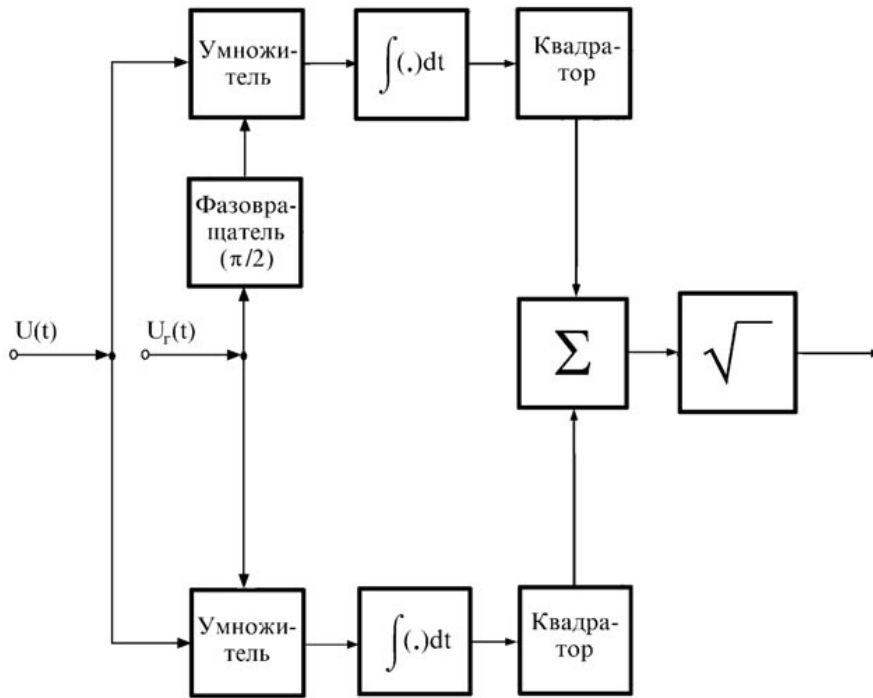 Умножи-
тель
∫(.)dt
Квадра-
тор
Фазовра-
щатель
(π/2)
U(t)
Uг(t)
Σ
√
Умножи-
тель
∫(.)dt
Квадра-
тор